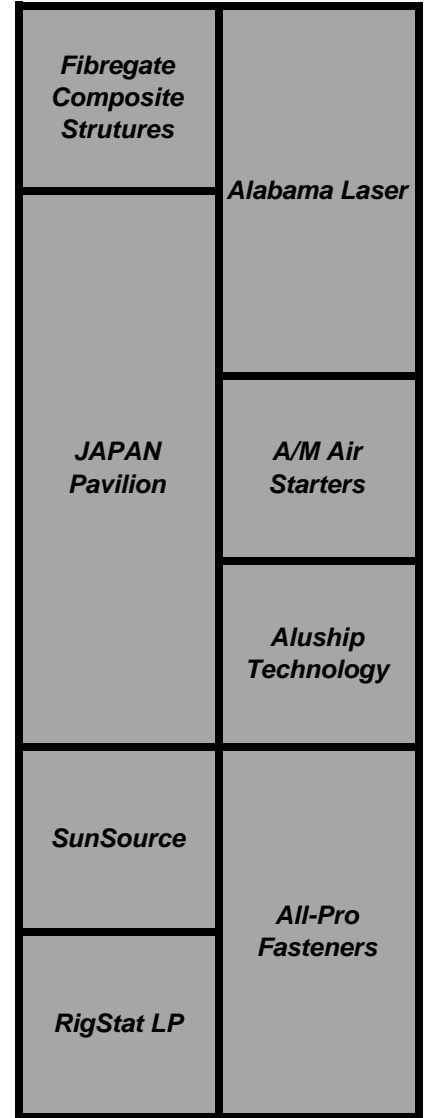 Fibregate
Composite
Strutures
Alabama Laser
JAPAN
Pavilion
A/M Air
Starters
Aluship
Technology
SunSource
All-Pro
Fasteners
RigStat LP